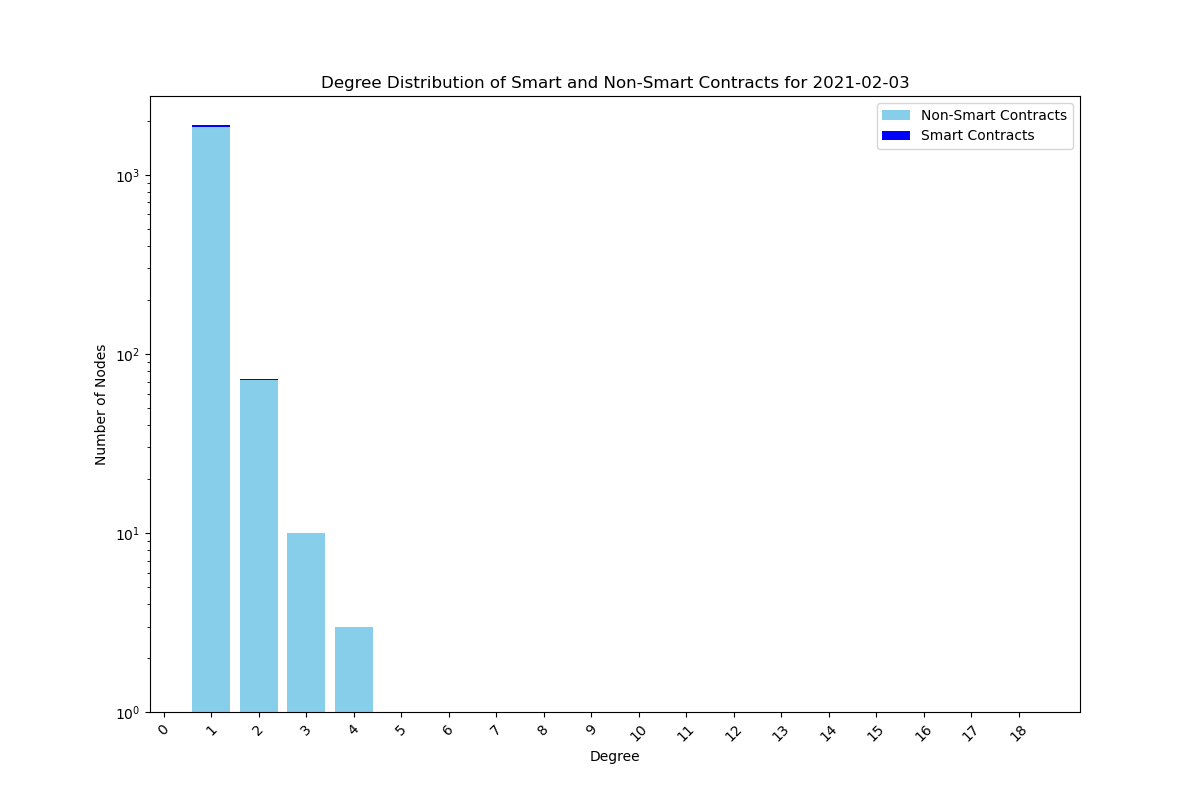 Degree Distribution of Smart and Non-Smart Contracts for 2021-02-03
Non-Smart Contracts
Smart Contracts
Number of Nodes
10³
10²
10¹
10⁰
0 1 2 3 4 5 6 7 8 9 10 11 12 13 14 15 16 17 18
Degree